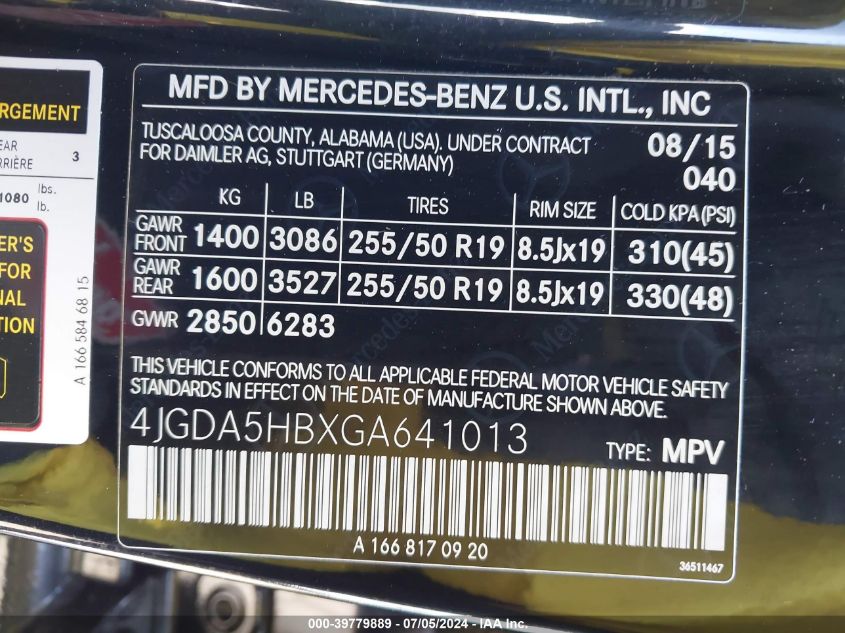 RGEMENT
EAR
RRIÈRE 3
1080 lbs.
lb.
ER'S
FOR
NAL
TION
A 166 584 68 15
MFD BY MERCEDES-BENZ U.S. INTL., INC
TUSCALOOSA COUNTY, ALABAMA (USA). UNDER CONTRACT 08/15
FOR DAIMLER AG, STUTTGART (GERMANY) 040
KG LB TIRES RIM SIZE COLD KPA(PSI)
GAWR FRONT 1400 3086 255/50 R19 8.5Jx19 310(45)
GAWR REAR 1600 3527 255/50 R19 8.5Jx19 330(48)
GVWR 2850 6283
THIS VEHICLE CONFORMS TO ALL APPLICABLE FEDERAL MOTOR VEHICLE SAFETY
STANDARDS IN EFFECT ON THE DATE OF MANUFACTURE SHOWN ABOVE.
4JGDA5HBXGA641013
TYPE: MPV
A 166 817 09 20
36511467
000-39779889 - 07/05/2024 - IAAI.com